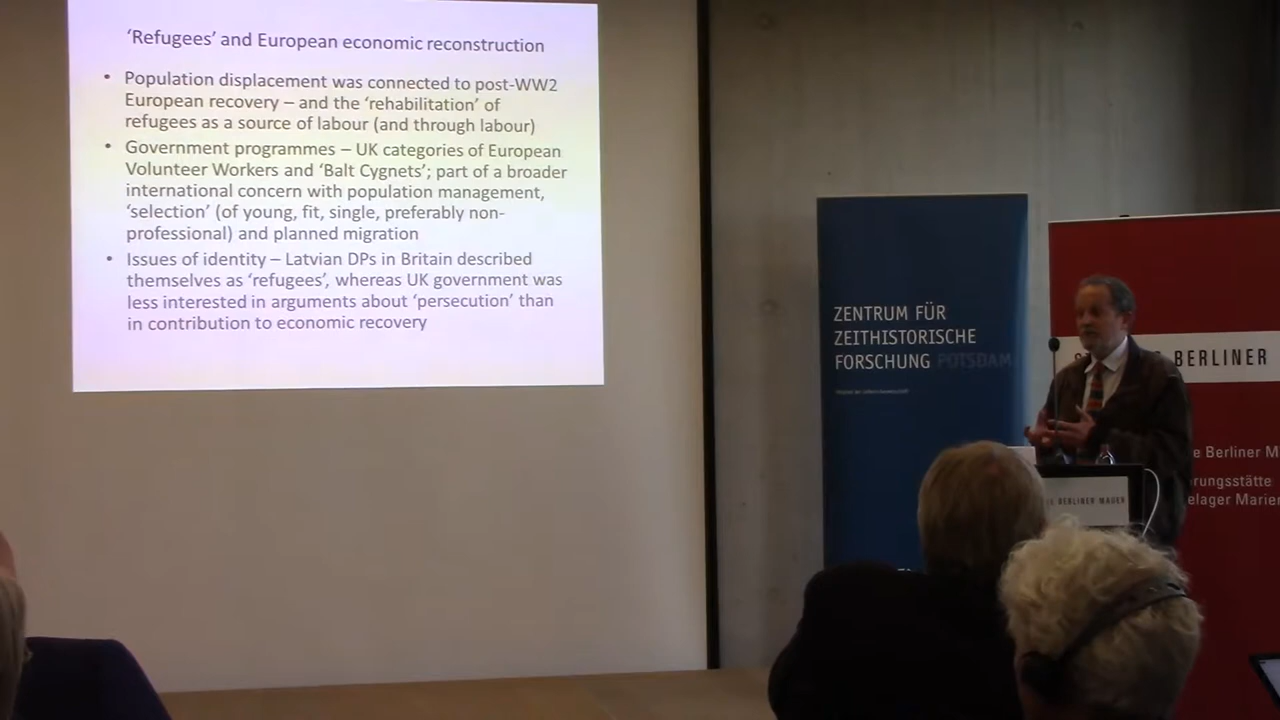 ‘Refugees’ and European economic reconstruction
• Population displacement was connected to post-WW2
European recovery – and the ‘rehabilitation’ of
refugees as a source of labour (and through labour)
• Government programmes – UK categories of European
Volunteer Workers and ‘Balt Cygnets’; part of a broader
international concern with population management,
‘selection’ (of young, fit, single, preferably non-
professional) and planned migration
• Issues of identity – Latvian DPs in Britain described
themselves as ‘refugees’, whereas UK government was
less interested in arguments about ‘persecution’ than
in contribution to economic recovery
ZENTRUM FÜR
ZEITHISTORISCHE
FORSCHUNG POTSDAM
BERLINER
e Berliner M
rungsstätte
elager Marien
BERLINER MAUER